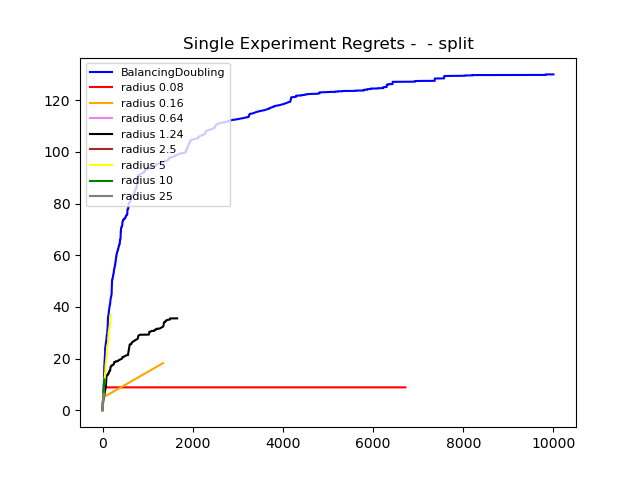 Single Experiment Regrets -  - split
BalancingDoubling
radius 0.08
radius 0.16
radius 0.64
radius 1.24
radius 2.5
radius 5
radius 10
radius 25
120
100
80
60
40
20
0
0 2000 4000 6000 8000 10000